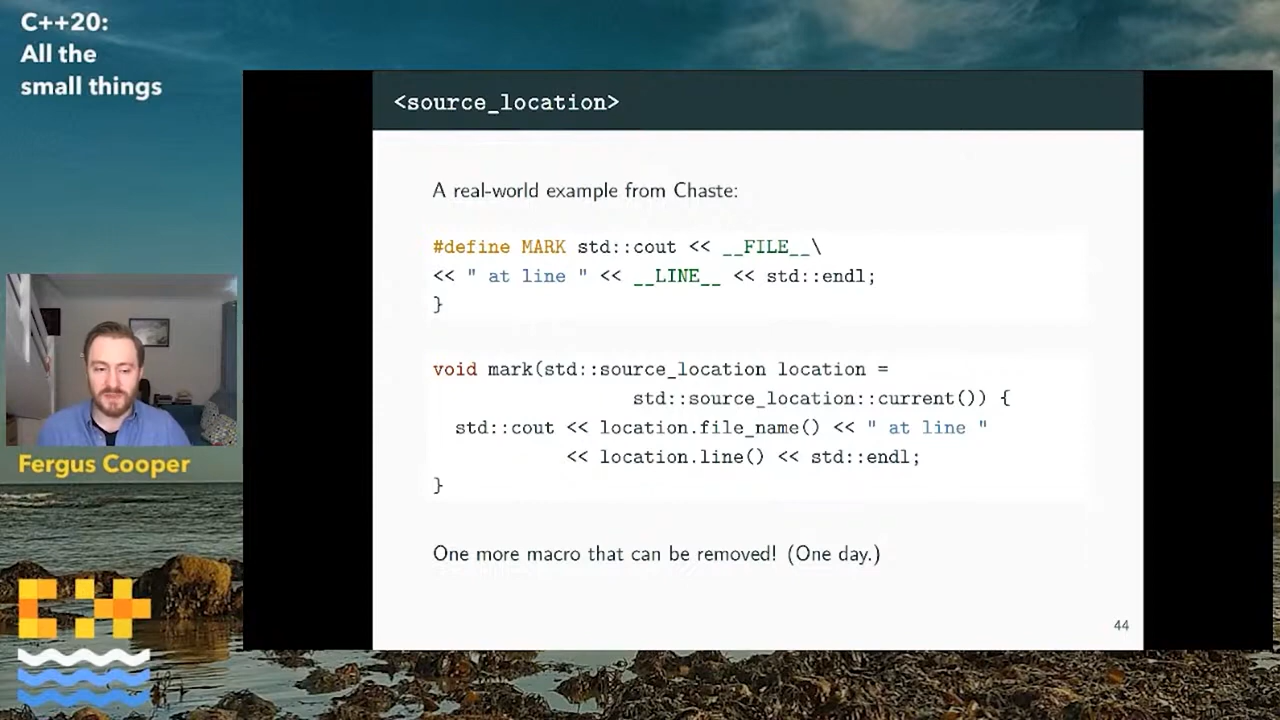 C++20:
All the
small things
<source_location>
A real-world example from Chaste:
#define MARK std::cout << __FILE__\
<< " at line " << __LINE__ << std::endl;
}
void mark(std::source_location location =
std::source_location::current()) {
std::cout << location.file_name() << " at line "
<< location.line() << std::endl;
}
One more macro that can be removed! (One day.)
44
Fergus Cooper
C++